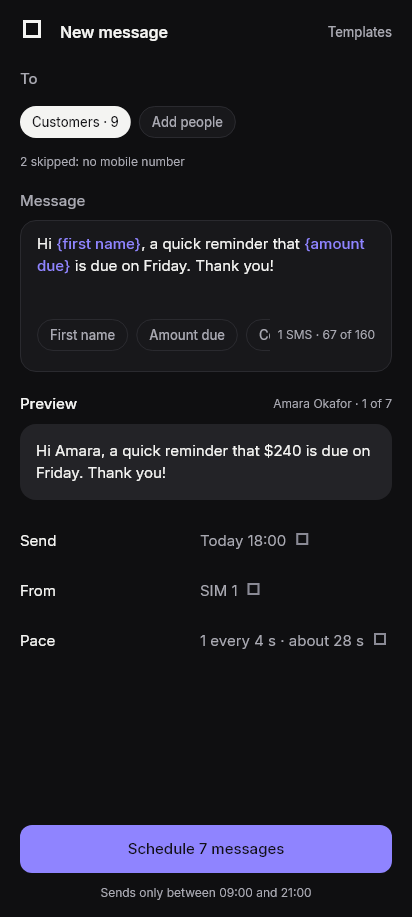 New message
Templates
To
Customers · 9
Add people
2 skipped: no mobile number
Message
Hi {first name}, a quick reminder that {amount
due} is due on Friday. Thank you!
First name
Amount due
1 SMS · 67 of 160
Preview
Amara Okafor · 1 of 7
Hi Amara, a quick reminder that $240 is due on
Friday. Thank you!
Send
Today 18:00
From
SIM 1
Pace
1 every 4 s · about 28 s
Schedule 7 messages
Sends only between 09:00 and 21:00